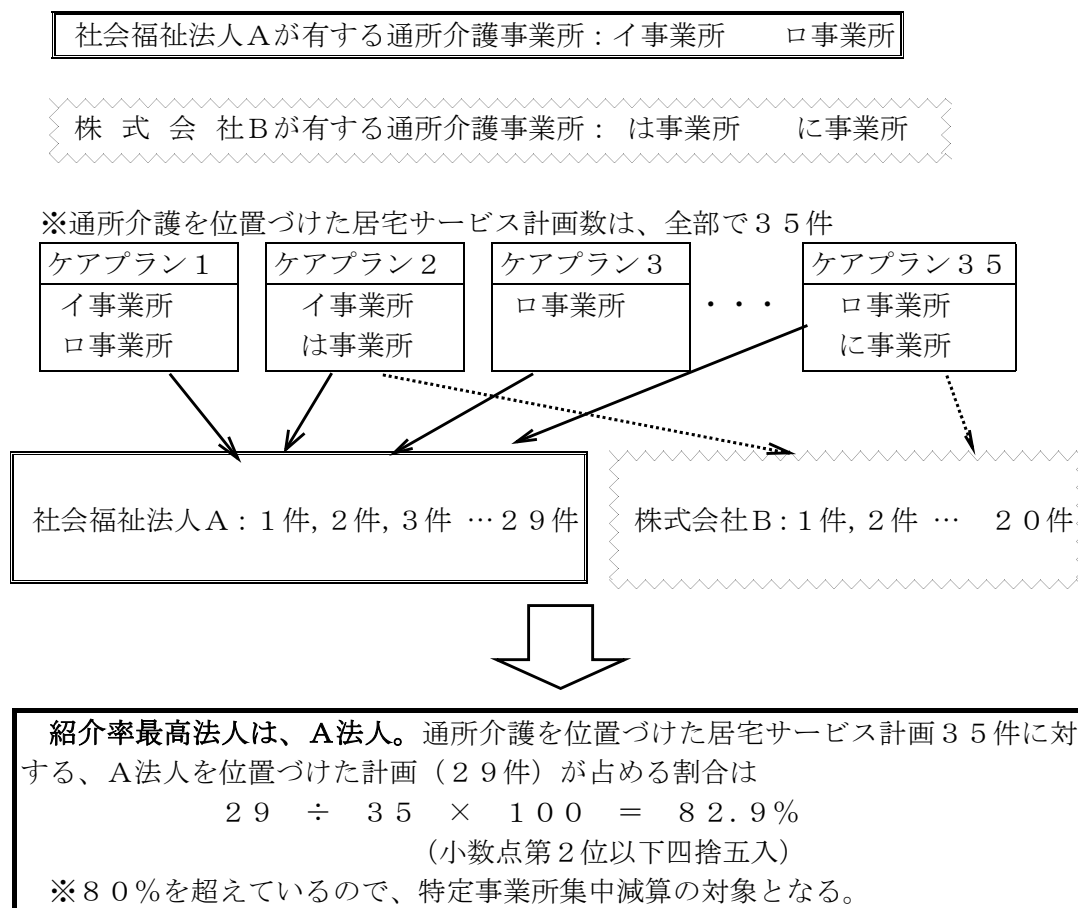 社会福祉法人Ａが有する通所介護事業所：イ事業所　　ロ事業所
株　式　会　社Ｂが有する通所介護事業所：　は事業所　　に事業所
※通所介護を位置づけた居宅サービス計画数は、全部で３５件
ケアプラン１　ケアプラン２　ケアプラン３　ケアプラン３５
イ事業所　イ事業所　ロ事業所　・・・　ロ事業所
ロ事業所　は事業所　に事業所
社会福祉法人Ａ：１件，２件，３件 …２９件　株式会社Ｂ：１件，２件 …　２０件
紹介率最高法人は、Ａ法人。通所介護を位置づけた居宅サービス計画３５件に対
する、Ａ法人を位置づけた計画（２９件）が占める割合は
２９　÷　３５　×　１００　＝　８２．９％
（小数点第２位以下四捨五入）
※８０％を超えているので、特定事業所集中減算の対象となる。